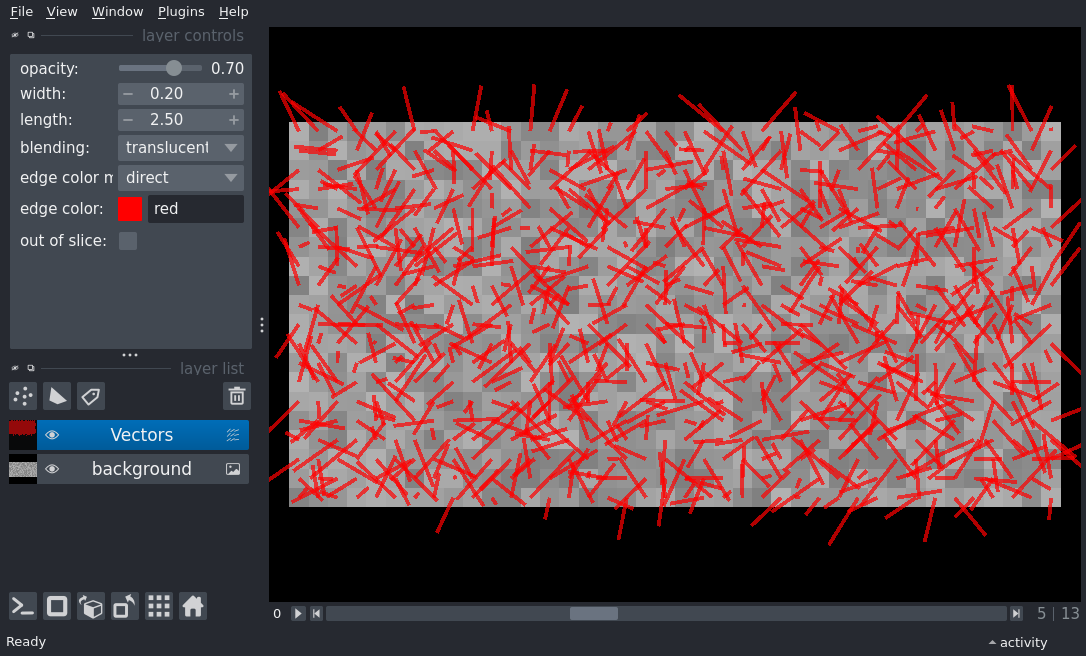 File View Window Plugins Help
layer controls
opacity: 0.70
width: 0.20
length: 2.50
blending: translucent
edge color m direct
edge color: red
out of slice:
layer list
Vectors
background
0 5 | 13
Ready activity